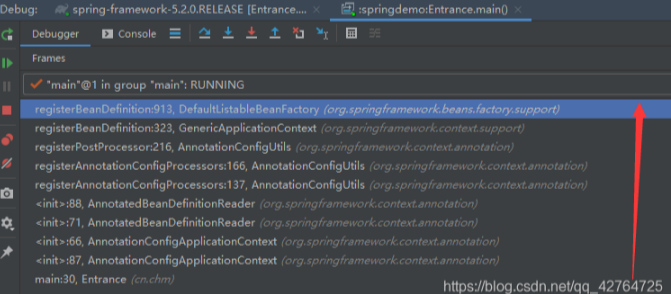 Debug: spring-framework-5.2.0.RELEASE [Entrance.... × :springdemo:Entrance.main() ×
Debugger Console
Frames
"main"@1 in group "main": RUNNING
registerBeanDefinition:913, DefaultListableBeanFactory (org.springframework.beans.factory.support)
registerBeanDefinition:323, GenericApplicationContext (org.springframework.context.support)
registerPostProcessor:216, AnnotationConfigUtils (org.springframework.context.annotation)
registerAnnotationConfigProcessors:166, AnnotationConfigUtils (org.springframework.context.annotation)
registerAnnotationConfigProcessors:137, AnnotationConfigUtils (org.springframework.context.annotation)
<init>:88, AnnotatedBeanDefinitionReader (org.springframework.context.annotation)
<init>:71, AnnotatedBeanDefinitionReader (org.springframework.context.annotation)
<init>:66, AnnotationConfigApplicationContext (org.springframework.context.annotation)
<init>:87, AnnotationConfigApplicationContext (org.springframework.context.annotation)
main:30, Entrance (cn.chm)
https://blog.csdn.net/qq_42764725